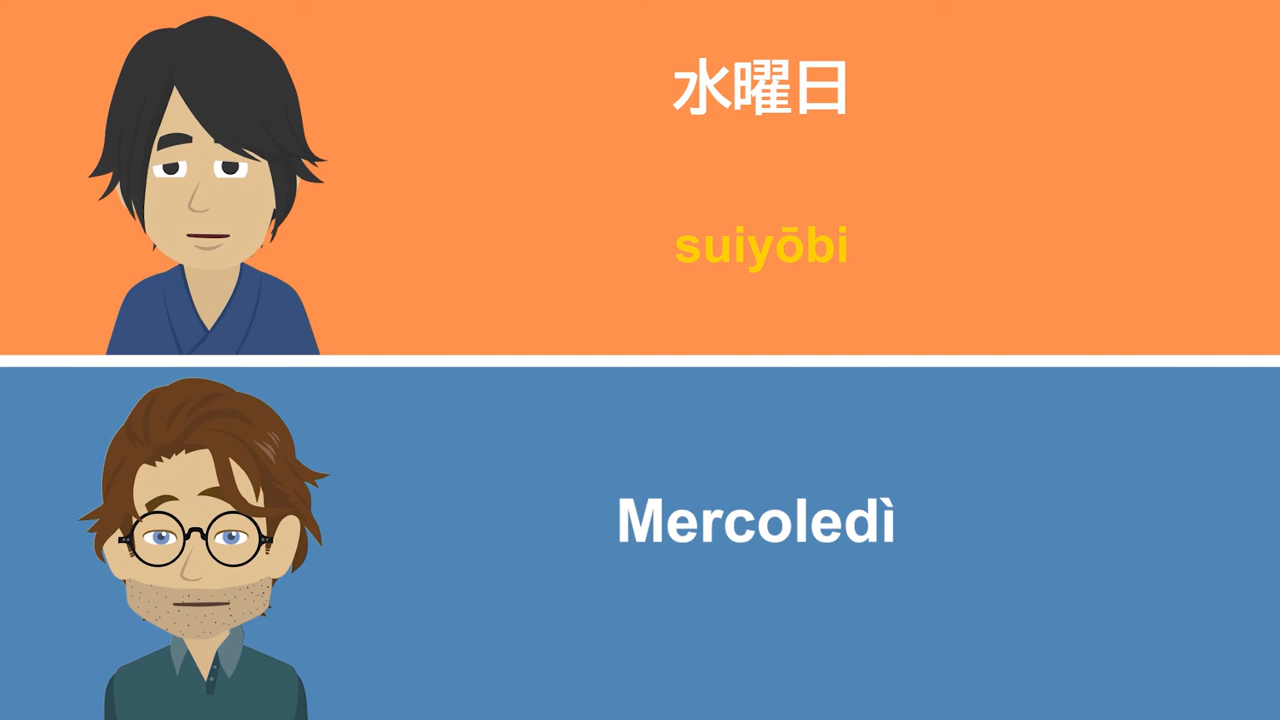 水曜日
suiyōbi
Mercoledì